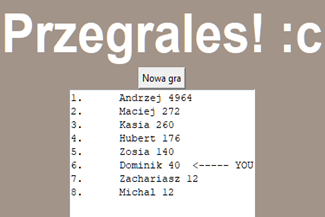 Przegrales! :c
Nowa gra
1. Andrzej 4964
2. Maciej 272
3. Kasia 260
4. Hubert 176
5. Zosia 140
6. Dominik 40 <----- YOU
7. Zachariasz 12
8. Michal 12